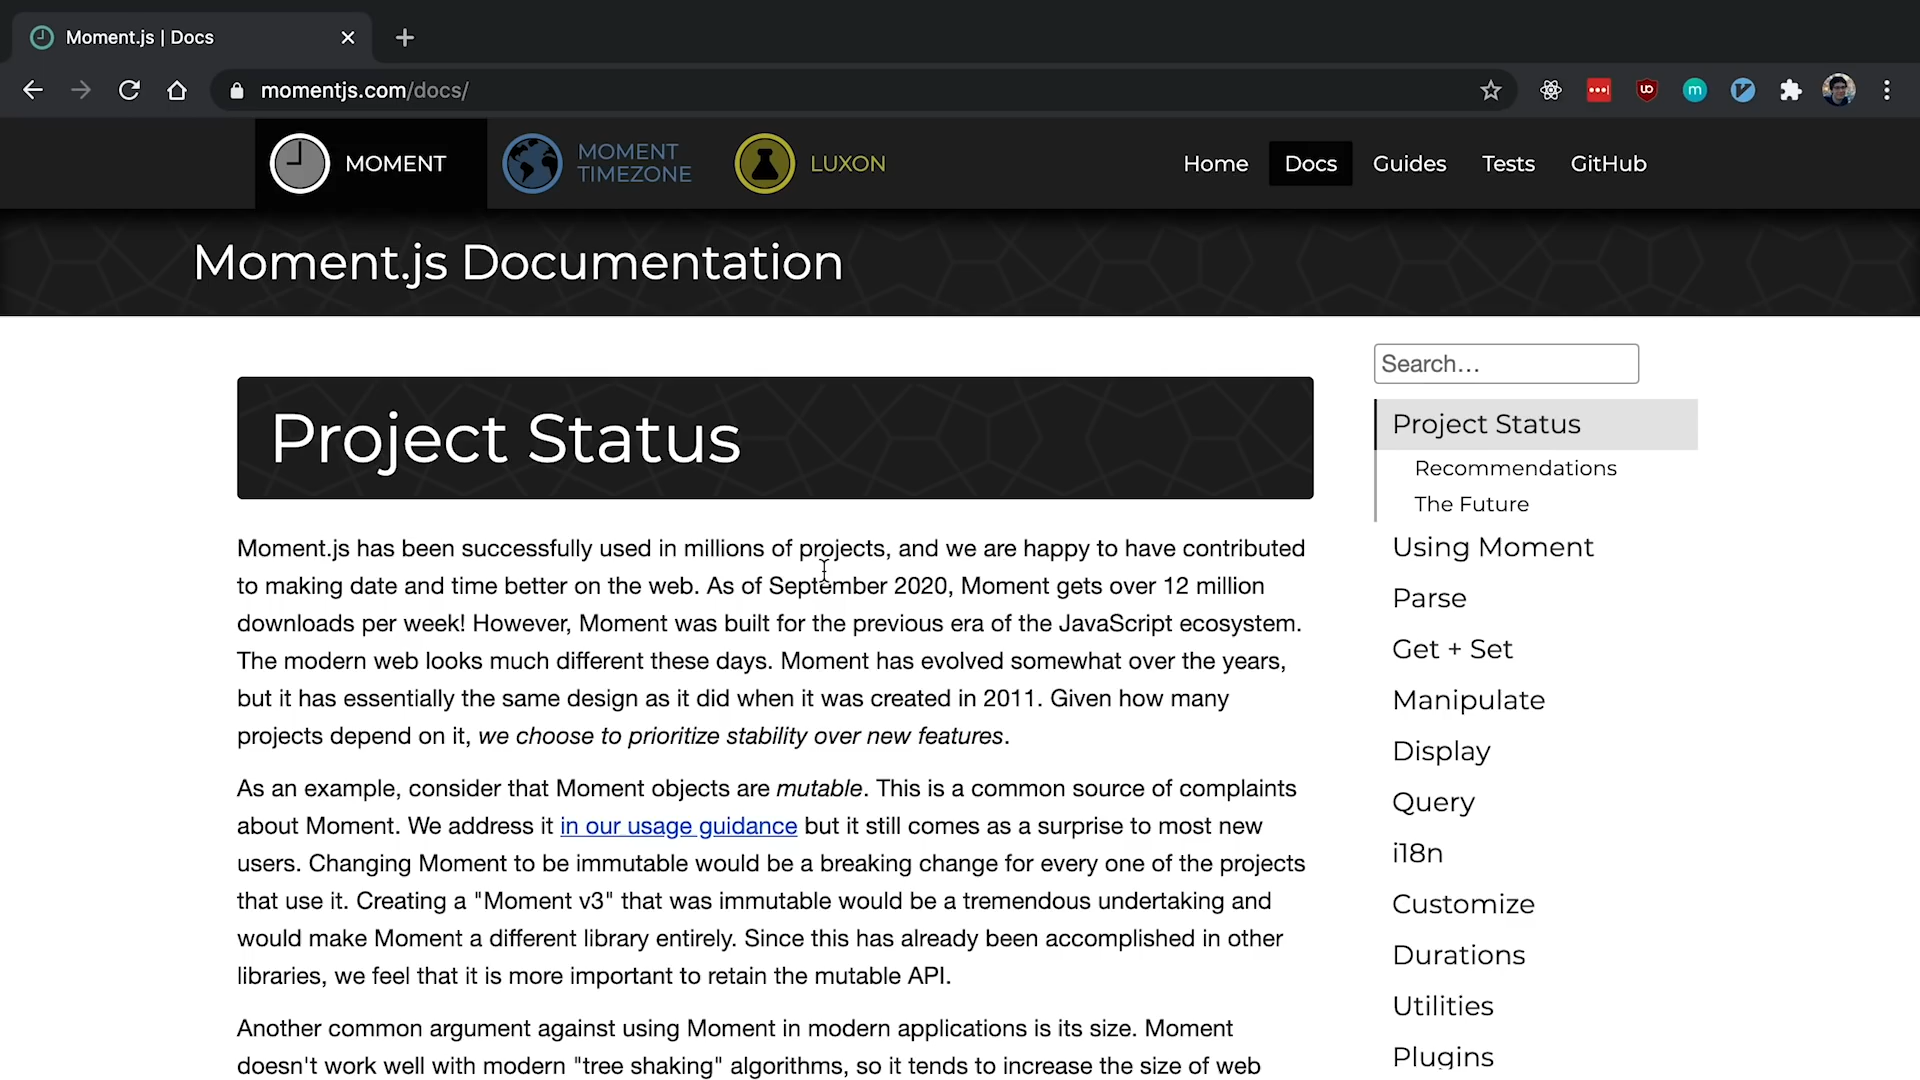 Moment.js | Docs
momentjs.com/docs/
MOMENT
MOMENT
TIMEZONE
LUXON
Home
Docs
Guides
Tests
GitHub
Moment.js Documentation
Search…
Project Status
Project Status
Recommendations
The Future
Using Moment
Parse
Get + Set
Manipulate
Display
Query
i18n
Customize
Durations
Utilities
Plugins
Moment.js has been successfully used in millions of projects, and we are happy to have contributed
to making date and time better on the web. As of September 2020, Moment gets over 12 million
downloads per week! However, Moment was built for the previous era of the JavaScript ecosystem.
The modern web looks much different these days. Moment has evolved somewhat over the years,
but it has essentially the same design as it did when it was created in 2011. Given how many
projects depend on it, we choose to prioritize stability over new features.
As an example, consider that Moment objects are mutable. This is a common source of complaints
about Moment. We address it in our usage guidance but it still comes as a surprise to most new
users. Changing Moment to be immutable would be a breaking change for every one of the projects
that use it. Creating a "Moment v3" that was immutable would be a tremendous undertaking and
would make Moment a different library entirely. Since this has already been accomplished in other
libraries, we feel that it is more important to retain the mutable API.
Another common argument against using Moment in modern applications is its size. Moment
doesn't work well with modern "tree shaking" algorithms, so it tends to increase the size of web